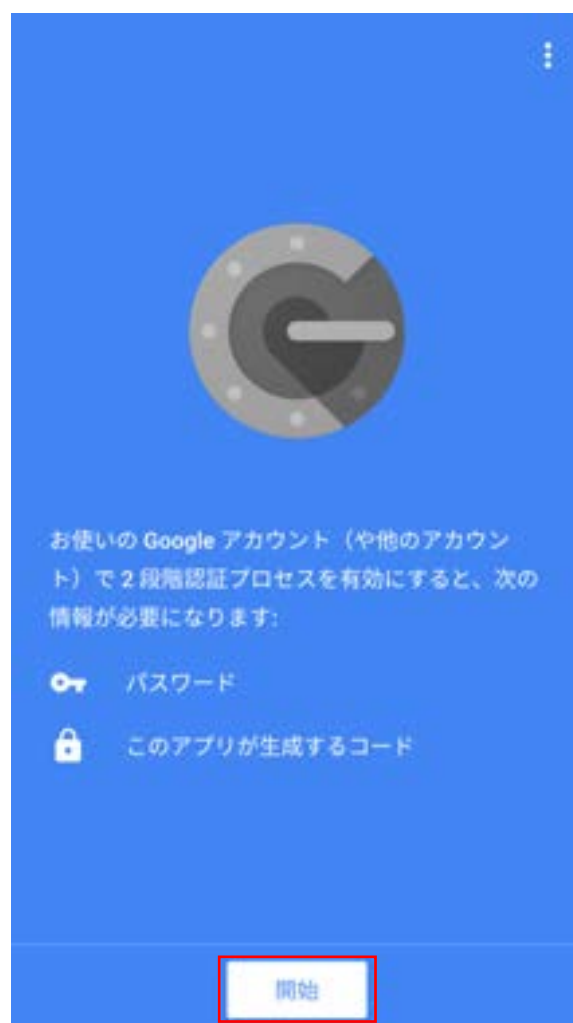 お使いの Google アカウント（や他のアカウン
ト）で 2 段階認証プロセスを有効にすると、次の
情報が必要になります:
パスワード
このアプリが生成するコード
開始